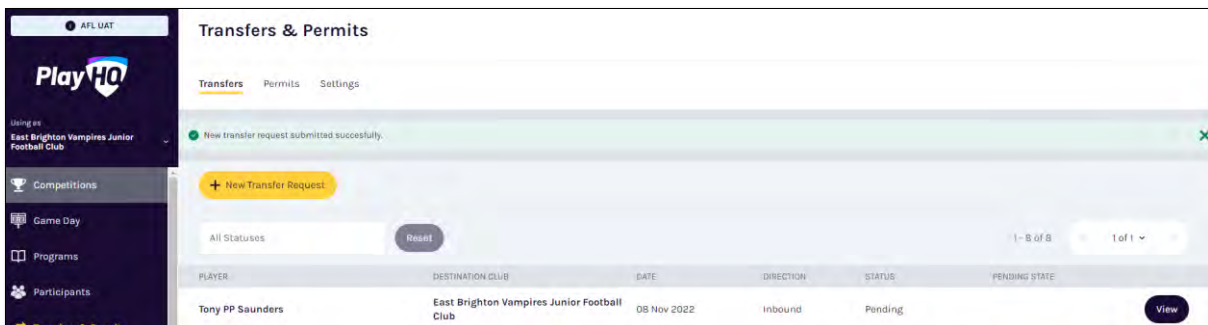 AFL UAT
PlayHQ
Using as
East Brighton Vampires Junior
Football Club
Competitions
Game Day
Programs
Participants
Transfers & Permits
Transfers Permits Settings
New transfer request submitted succesfully.
+ New Transfer Request
All Statuses Reset 1 - 8 of 8 1 of 1
PLAYER DESTINATION CLUB DATE DIRECTION STATUS PENDING STATE
Tony PP Saunders East Brighton Vampires Junior Football
Club 08 Nov 2022 Inbound Pending View